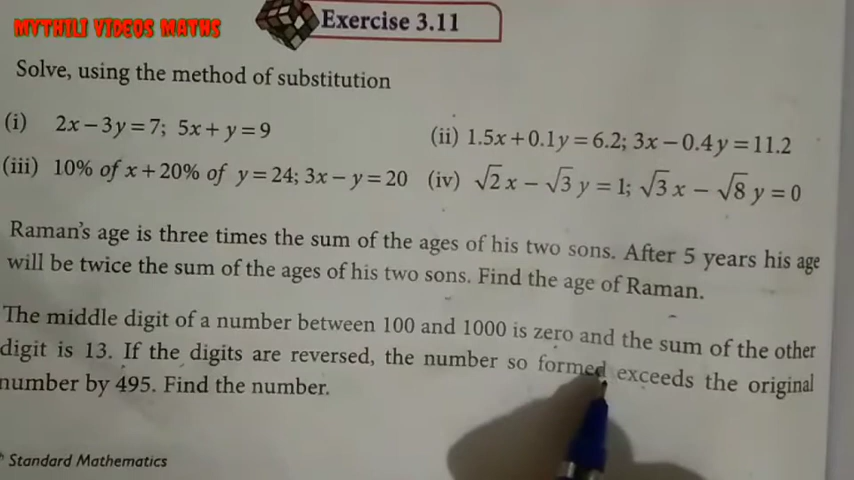 MYTHILI VIDEOS MATHS
Exercise 3.11
Solve, using the method of substitution
(i) 2x − 3y = 7; 5x + y = 9 (ii) 1.5x + 0.1y = 6.2; 3x − 0.4y = 11.2
(iii) 10% of x + 20% of y = 24; 3x − y = 20 (iv) √2 x − √3 y = 1; √3 x − √8 y = 0
Raman's age is three times the sum of the ages of his two sons. After 5 years his age
will be twice the sum of the ages of his two sons. Find the age of Raman.
The middle digit of a number between 100 and 1000 is zero and the sum of the other
digit is 13. If the digits are reversed, the number so formed exceeds the original
number by 495. Find the number.
Standard Mathematics